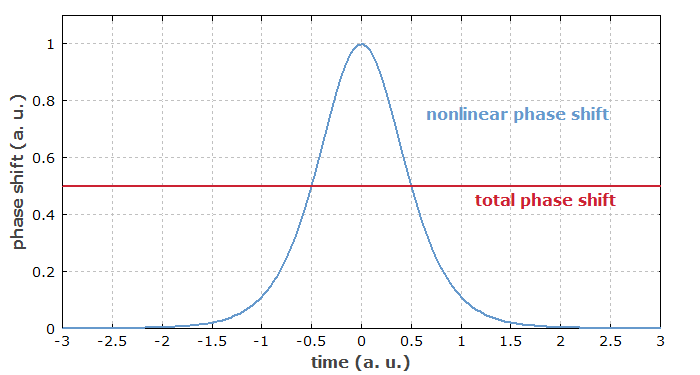 1
0.8
0.6
0.4
0.2
0
phase shift (a. u.)
nonlinear phase shift
total phase shift
-3 -2.5 -2 -1.5 -1 -0.5 0 0.5 1 1.5 2 2.5 3
time (a. u.)